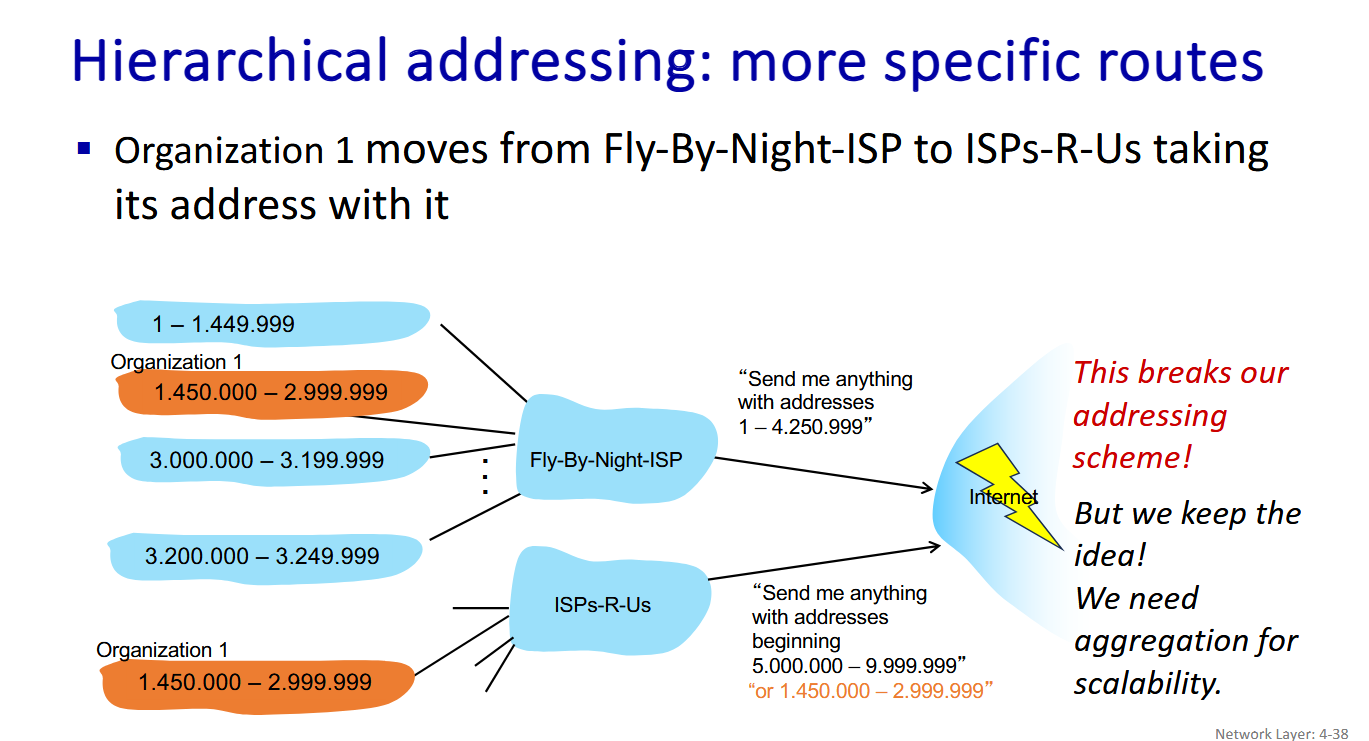 Hierarchical addressing: more specific routes
Organization 1 moves from Fly-By-Night-ISP to ISPs-R-Us taking
its address with it
1 – 1.449.999
Organization 1
1.450.000 – 2.999.999
3.000.000 – 3.199.999
3.200.000 – 3.249.999
Organization 1
1.450.000 – 2.999.999
Fly-By-Night-ISP
ISPs-R-Us
“Send me anything
with addresses
1 – 4.250.999”
“Send me anything
with addresses
beginning
5.000.000 – 9.999.999”
“or 1.450.000 – 2.999.999”
Internet
This breaks our
addressing
scheme!
But we keep the
idea!
We need
aggregation for
scalability.
Network Layer: 4-38